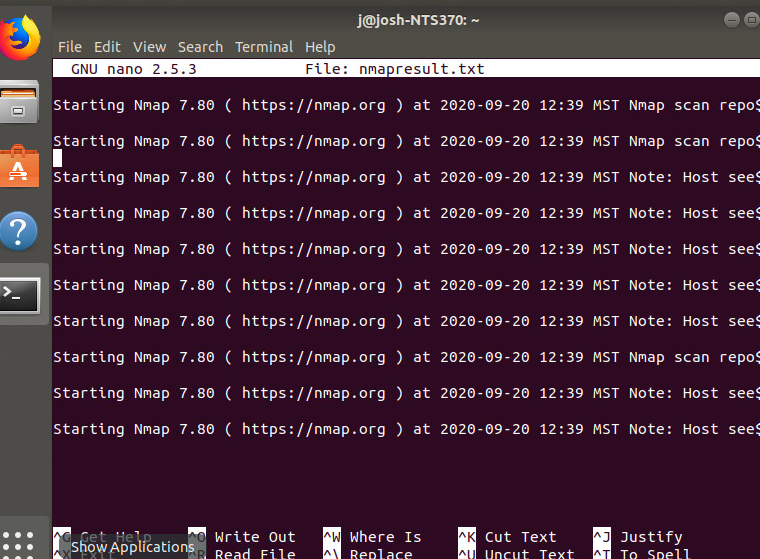 j@josh-NTS370: ~
File Edit View Search Terminal Help
GNU nano 2.5.3 File: nmapresult.txt
Starting Nmap 7.80 ( https://nmap.org ) at 2020-09-20 12:39 MST Nmap scan repo$
Starting Nmap 7.80 ( https://nmap.org ) at 2020-09-20 12:39 MST Nmap scan repo$
Starting Nmap 7.80 ( https://nmap.org ) at 2020-09-20 12:39 MST Note: Host see$
Starting Nmap 7.80 ( https://nmap.org ) at 2020-09-20 12:39 MST Note: Host see$
Starting Nmap 7.80 ( https://nmap.org ) at 2020-09-20 12:39 MST Note: Host see$
Starting Nmap 7.80 ( https://nmap.org ) at 2020-09-20 12:39 MST Note: Host see$
Starting Nmap 7.80 ( https://nmap.org ) at 2020-09-20 12:39 MST Note: Host see$
Starting Nmap 7.80 ( https://nmap.org ) at 2020-09-20 12:39 MST Nmap scan repo$
Starting Nmap 7.80 ( https://nmap.org ) at 2020-09-20 12:39 MST Note: Host see$
Starting Nmap 7.80 ( https://nmap.org ) at 2020-09-20 12:39 MST Note: Host see$
^G Get Help ^O Write Out ^W Where Is ^K Cut Text ^J Justify
Show Applications
^X Exit ^R Read File ^\ Replace ^U Uncut Text ^T To Spell